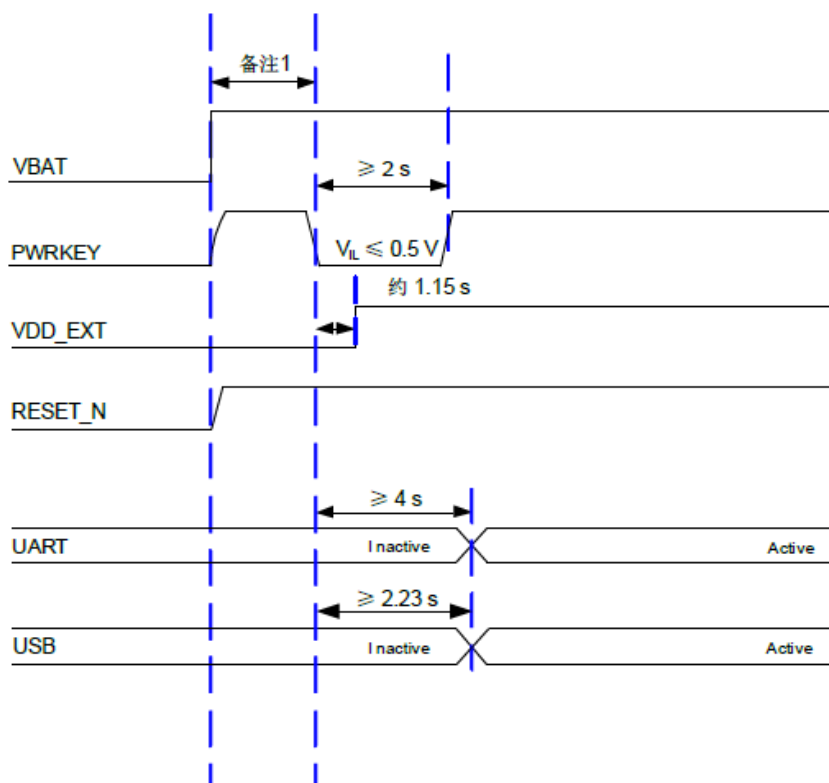 备注1
VBAT
≥ 2 s
PWRKEY
VIL ≤ 0.5 V
约 1.15 s
VDD_EXT
RESET_N
≥ 4 s
UART
Inactive
Active
≥ 2.23 s
USB
Inactive
Active